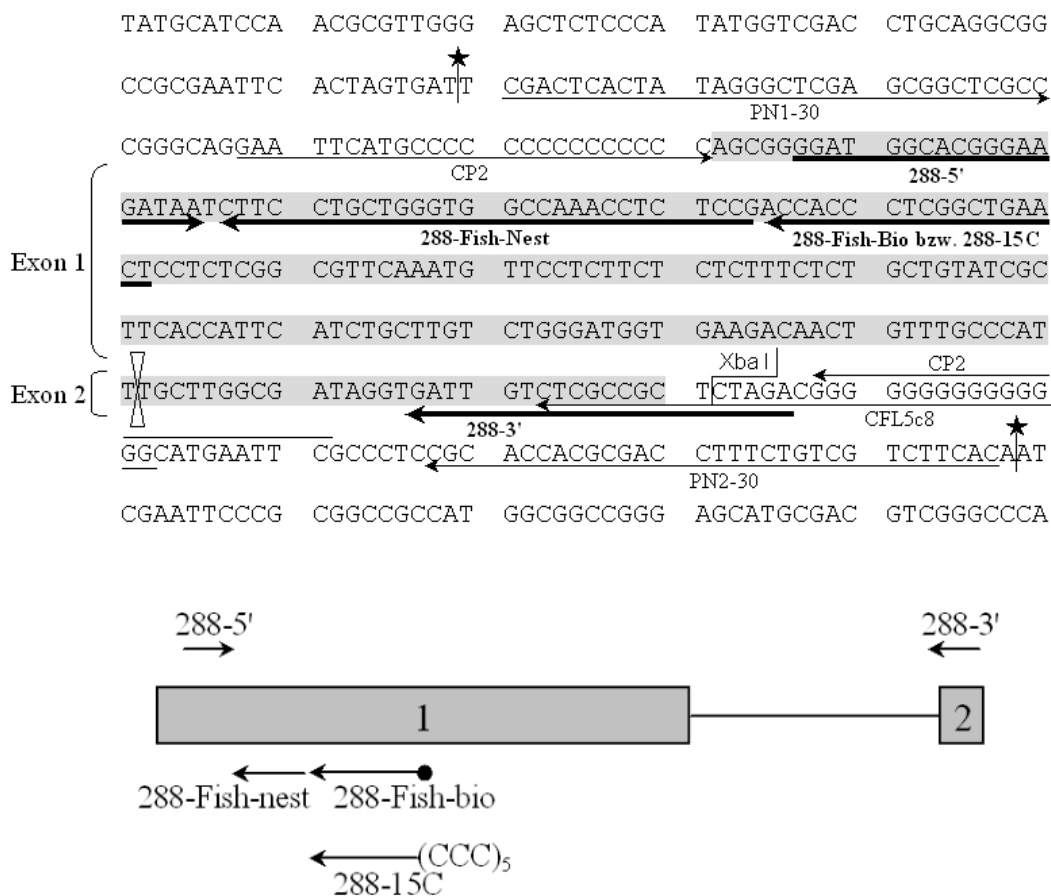 TATGCATCCA ACGCGTTGGG AGCTCTCCCA TATGGTCGAC CTGCAGGCGG
CCGCGAATTC ACTAGTGATT CGACTCACTA TAGGGCTCGA GCGGCTCGCC
PN1-30
CGGGCAGGAA TTCATGCCCC CCCCCCCCCC CAGCGGGGAT GGCACGGGAA
CP2 288-5'
GATAATCTTC CTGCTGGGTG GCCAAACCTC TCCGACCACC CTCGGCTGAA
288-Fish-Nest 288-Fish-Bio bzw. 288-15C
Exon 1
CTCCTCTCGG CGTTCAAATG TTCCTCTTCT CTCTTTCTCT GCTGTATCGC
TTCACCATTC ATCTGCTTGT CTGGGATGGT GAAGACAACT GTTTGCCCAT
XbaI CP2
Exon 2
TTGCTTGGCG ATAGGTGATT GTCTCGCCGC TCTAGACGGG GGGGGGGGGG
288-3' CFL5c8
GGCATGAATT CGCCCTCCGC ACCACGCGAC CTTTCTGTCG TCTTCACAAT
PN2-30
CGAATTCCCG CGGCCGCCAT GGCGGCCGGG AGCATGCGAC GTCGGGCCCA
288-5' 288-3'
1 2
288-Fish-nest 288-Fish-bio
(CCC)5
288-15C